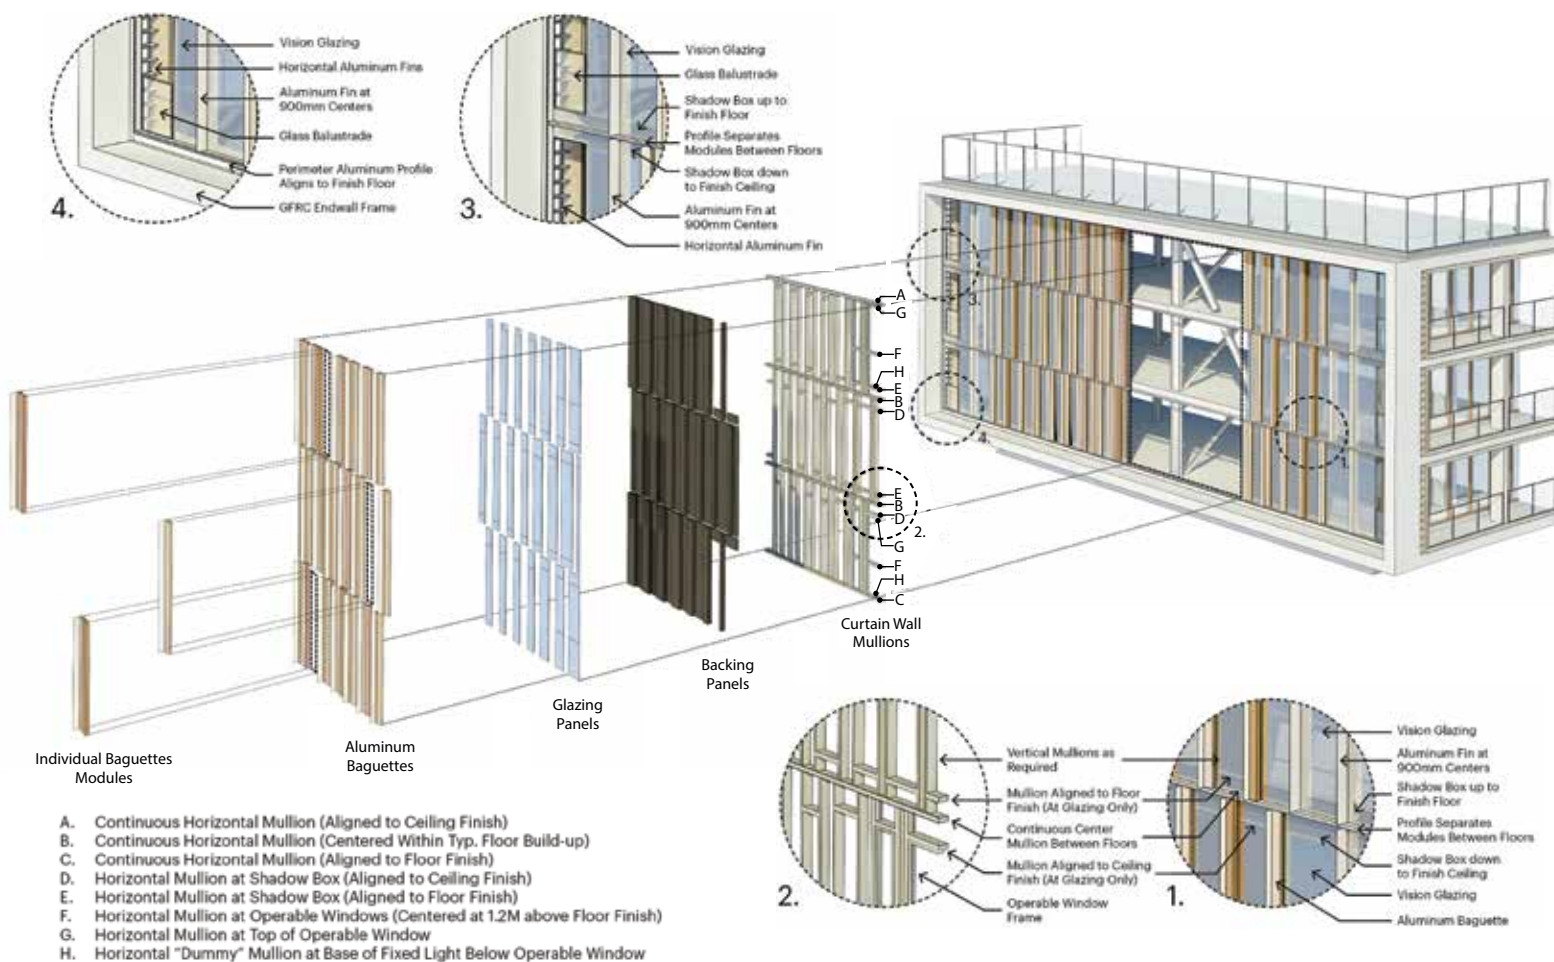 Vision Glazing
Horizontal Aluminum Fins
Aluminum Fin at
900mm Centers
Glass Balustrade
Perimeter Aluminum Profile
Aligns to Finish Floor
GFRC Endwall Frame
4.
Vision Glazing
Glass Balustrade
Shadow Box up to
Finish Floor
Profile Separates
Modules Between Floors
Shadow Box down
to Finish Ceiling
Aluminum Fin at
900mm Centers
Horizontal Aluminum Fin
3.
A
G
F
H
E
B
D
E
B
D
2.
G
F
H
C
3.
4.
1.
Curtain Wall
Mullions
Backing
Panels
Glazing
Panels
Aluminum
Baguettes
Individual Baguettes
Modules
Vertical Mullions as
Required
Mullion Aligned to Floor
Finish (At Glazing Only)
Continuous Center
Mullion Between Floors
Mullion Aligned to Ceiling
Finish (At Glazing Only)
Operable Window
Frame
2.
Vision Glazing
Aluminum Fin at
900mm Centers
Shadow Box up to
Finish Floor
Profile Separates
Modules Between Floors
Shadow Box down
to Finish Ceiling
Vision Glazing
Aluminum Baguette
1.
A. Continuous Horizontal Mullion (Aligned to Ceiling Finish)
B. Continuous Horizontal Mullion (Centered Within Typ. Floor Build-up)
C. Continuous Horizontal Mullion (Aligned to Floor Finish)
D. Horizontal Mullion at Shadow Box (Aligned to Ceiling Finish)
E. Horizontal Mullion at Shadow Box (Aligned to Floor Finish)
F. Horizontal Mullion at Operable Windows (Centered at 1.2M above Floor Finish)
G. Horizontal Mullion at Top of Operable Window
H. Horizontal "Dummy" Mullion at Base of Fixed Light Below Operable Window